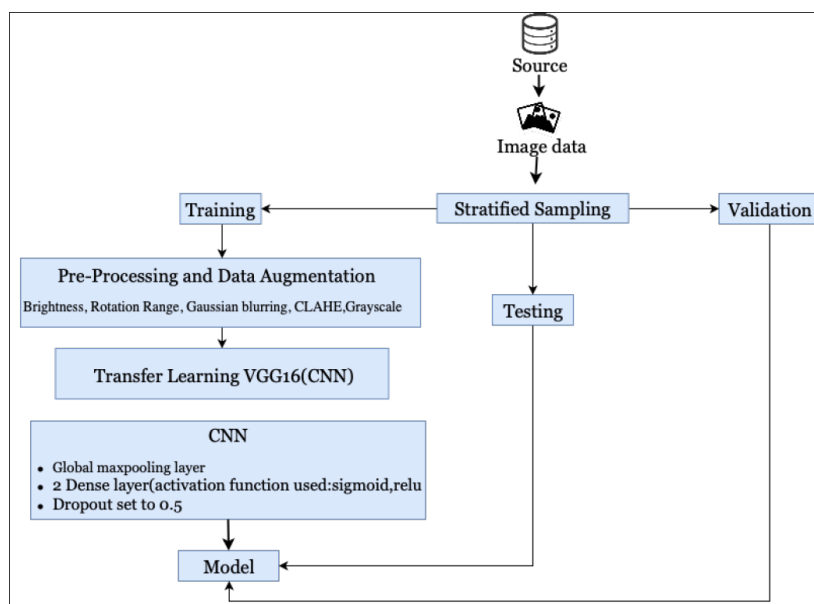 Source
Image data
Training
Stratified Sampling
Validation
Pre-Processing and Data Augmentation
Brightness, Rotation Range, Gaussian blurring, CLAHE,Grayscale
Testing
Transfer Learning VGG16(CNN)
CNN
• Global maxpooling layer
• 2 Dense layer(activation function used:sigmoid,relu
• Dropout set to 0.5
Model